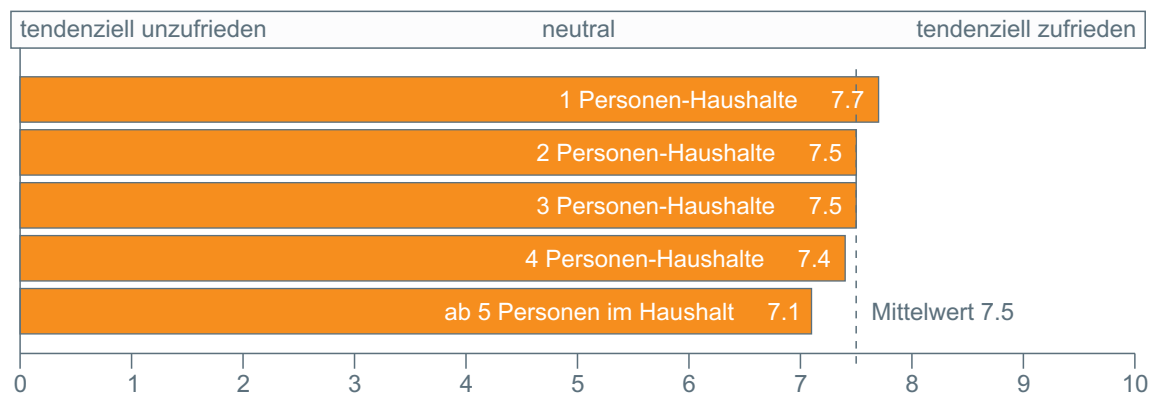 tendenziell unzufrieden neutral tendenziell zufrieden
1 Personen-Haushalte 7.7
2 Personen-Haushalte 7.5
3 Personen-Haushalte 7.5
4 Personen-Haushalte 7.4
ab 5 Personen im Haushalt 7.1 Mittelwert 7.5
0 1 2 3 4 5 6 7 8 9 10